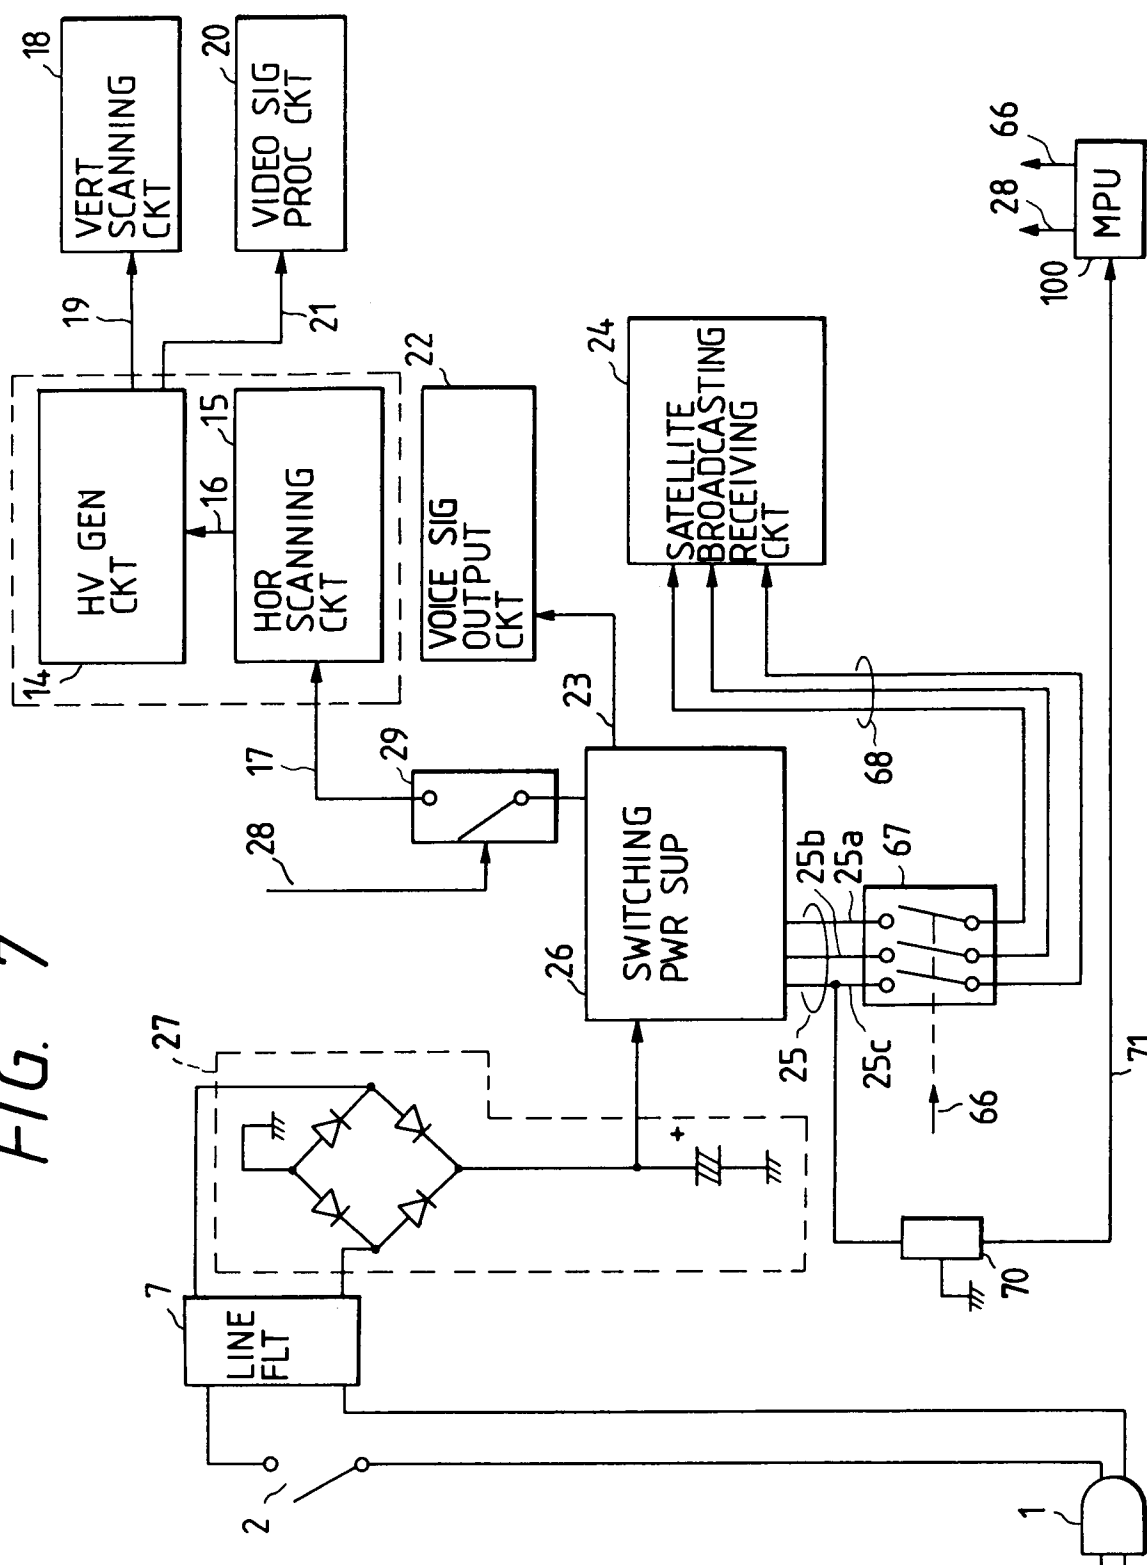 FIG. 7
1
2
7
LINE
FLT
27
+
26
SWITCHING
PWR SUP
28
29
17
14
HV GEN
CKT
16
15
HOR
SCANNING
CKT
19
18
VERT
SCANNING
CKT
21
20
VIDEO SIG
PROC CKT
22
VOICE SIG
OUTPUT
CKT
23
24
SATELLITE
BROADCASTING
RECEIVING
CKT
25
25a
25b
25c
67
68
66
70
71
100
MPU
28
66